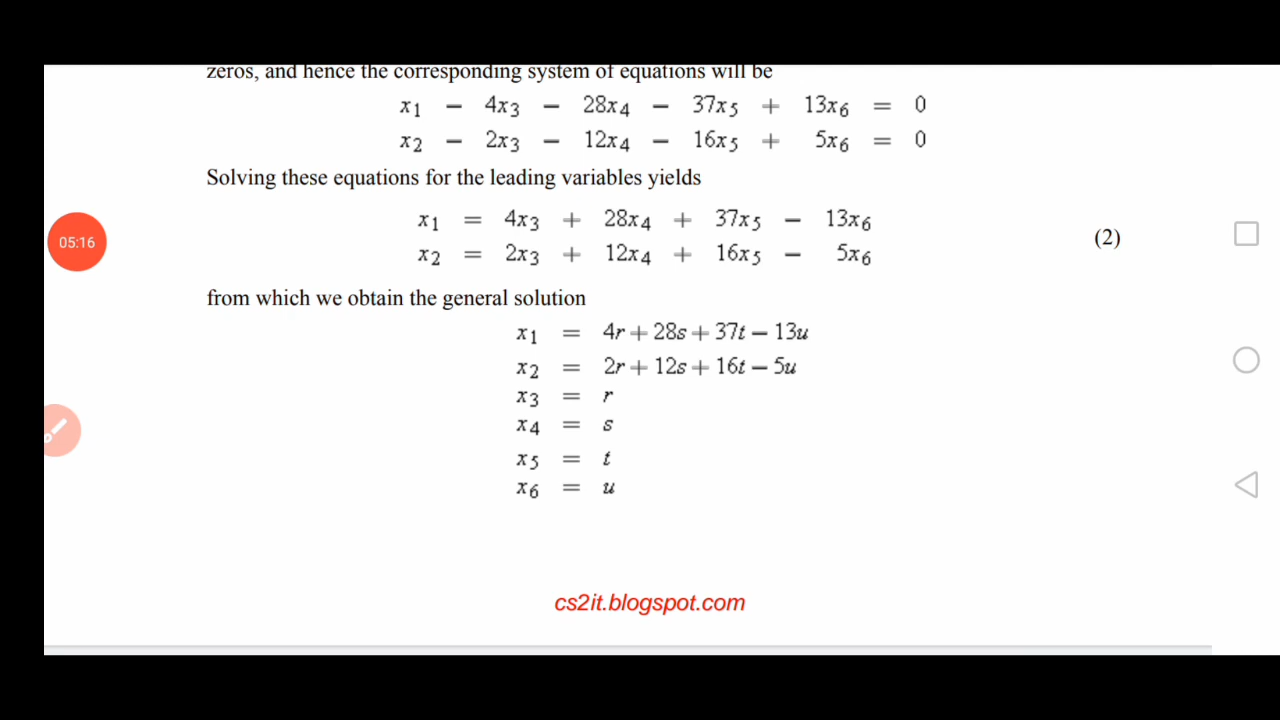 zeros, and hence the corresponding system of equations will be
x₁ − 4x₃ − 28x₄ − 37x₅ + 13x₆ = 0
x₂ − 2x₃ − 12x₄ − 16x₅ + 5x₆ = 0
Solving these equations for the leading variables yields
x₁ = 4x₃ + 28x₄ + 37x₅ − 13x₆
05:16
(2)
x₂ = 2x₃ + 12x₄ + 16x₅ − 5x₆
from which we obtain the general solution
x₁ = 4r + 28s + 37t − 13u
x₂ = 2r + 12s + 16t − 5u
x₃ = r
x₄ = s
x₅ = t
x₆ = u
cs2it.blogspot.com